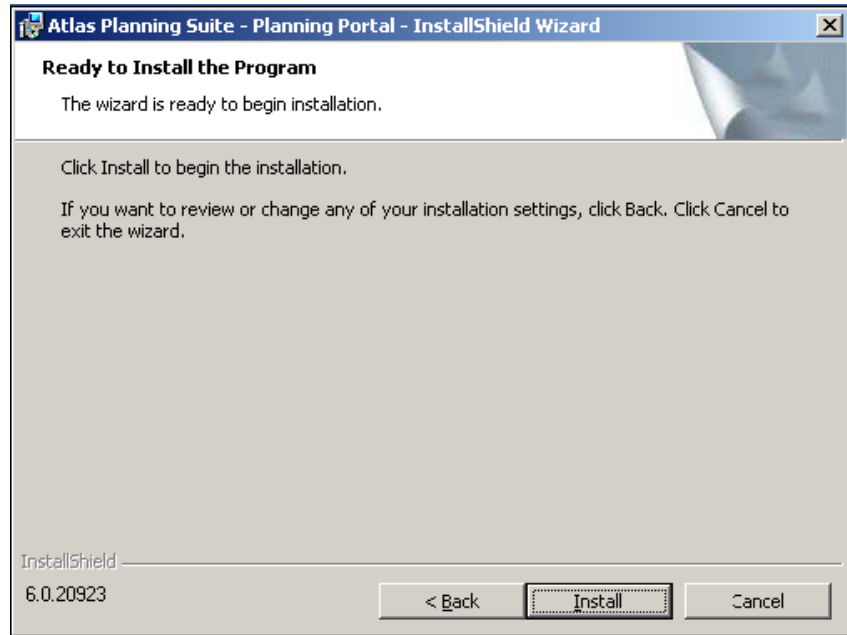 Atlas Planning Suite - Planning Portal - InstallShield Wizard
Ready to Install the Program
The wizard is ready to begin installation.
Click Install to begin the installation.
If you want to review or change any of your installation settings, click Back. Click Cancel to
exit the wizard.
InstallShield
6.0.20923
< Back
Install
Cancel